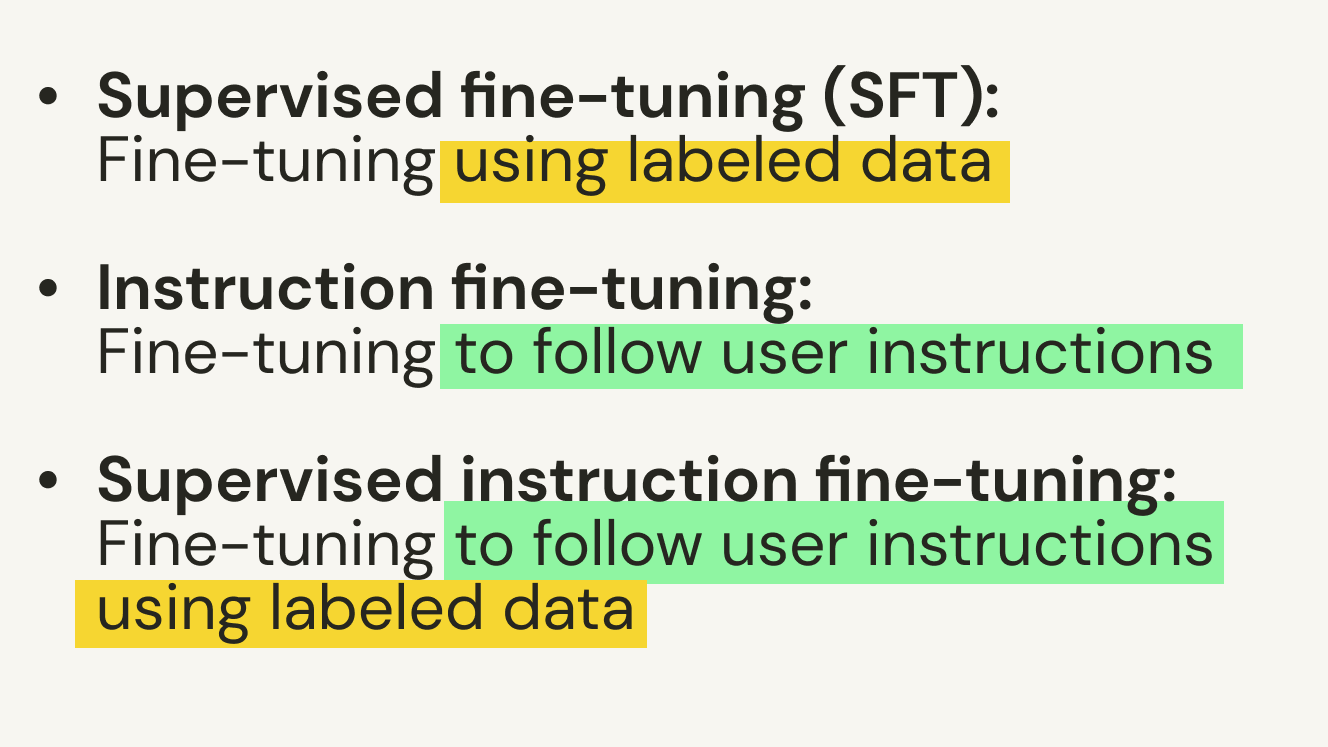 • Supervised fine-tuning (SFT):
Fine-tuning using labeled data
• Instruction fine-tuning:
Fine-tuning to follow user instructions
• Supervised instruction fine-tuning:
Fine-tuning to follow user instructions
using labeled data